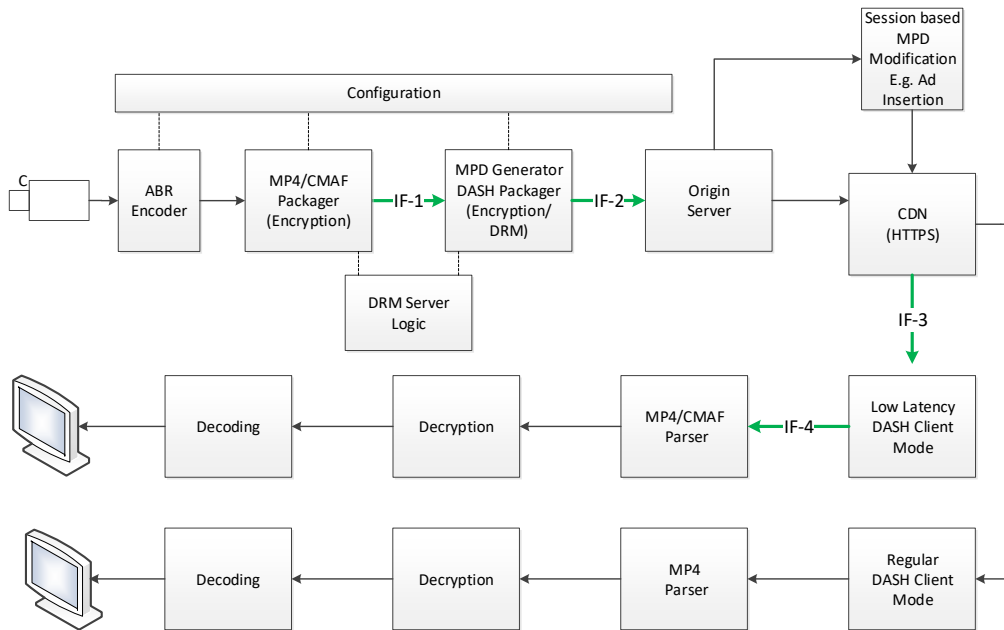 Session based
MPD
Modification
E.g. Ad
Insertion
Configuration
C
ABR
Encoder
MP4/CMAF
Packager
(Encryption)
IF-1
MPD Generator
DASH Packager
(Encryption/
DRM)
IF-2
Origin
Server
CDN
(HTTPS)
DRM Server
Logic
IF-3
Decoding
Decryption
MP4/CMAF
Parser
IF-4
Low Latency
DASH Client
Mode
Decoding
Decryption
MP4
Parser
Regular
DASH Client
Mode